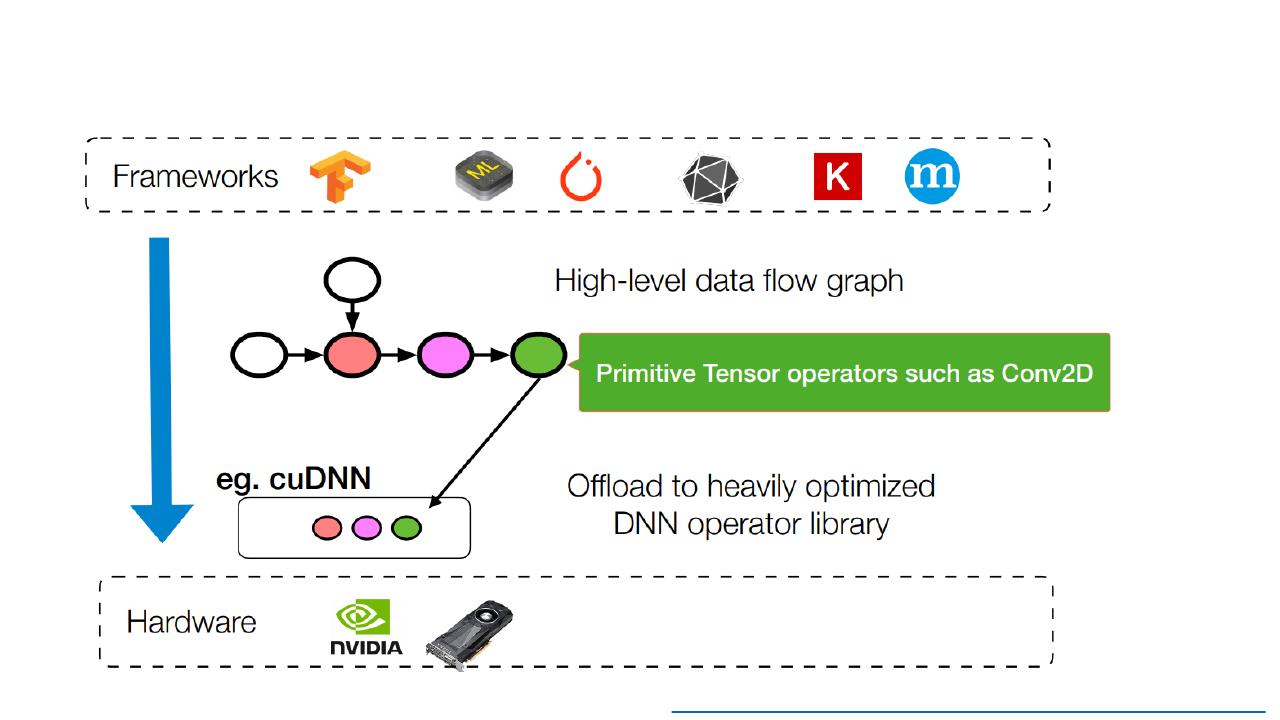 Frameworks
ML
K
m
High-level data flow graph
Primitive Tensor operators such as Conv2D
eg. cuDNN
Offload to heavily optimized
DNN operator library
Hardware
NVIDIA